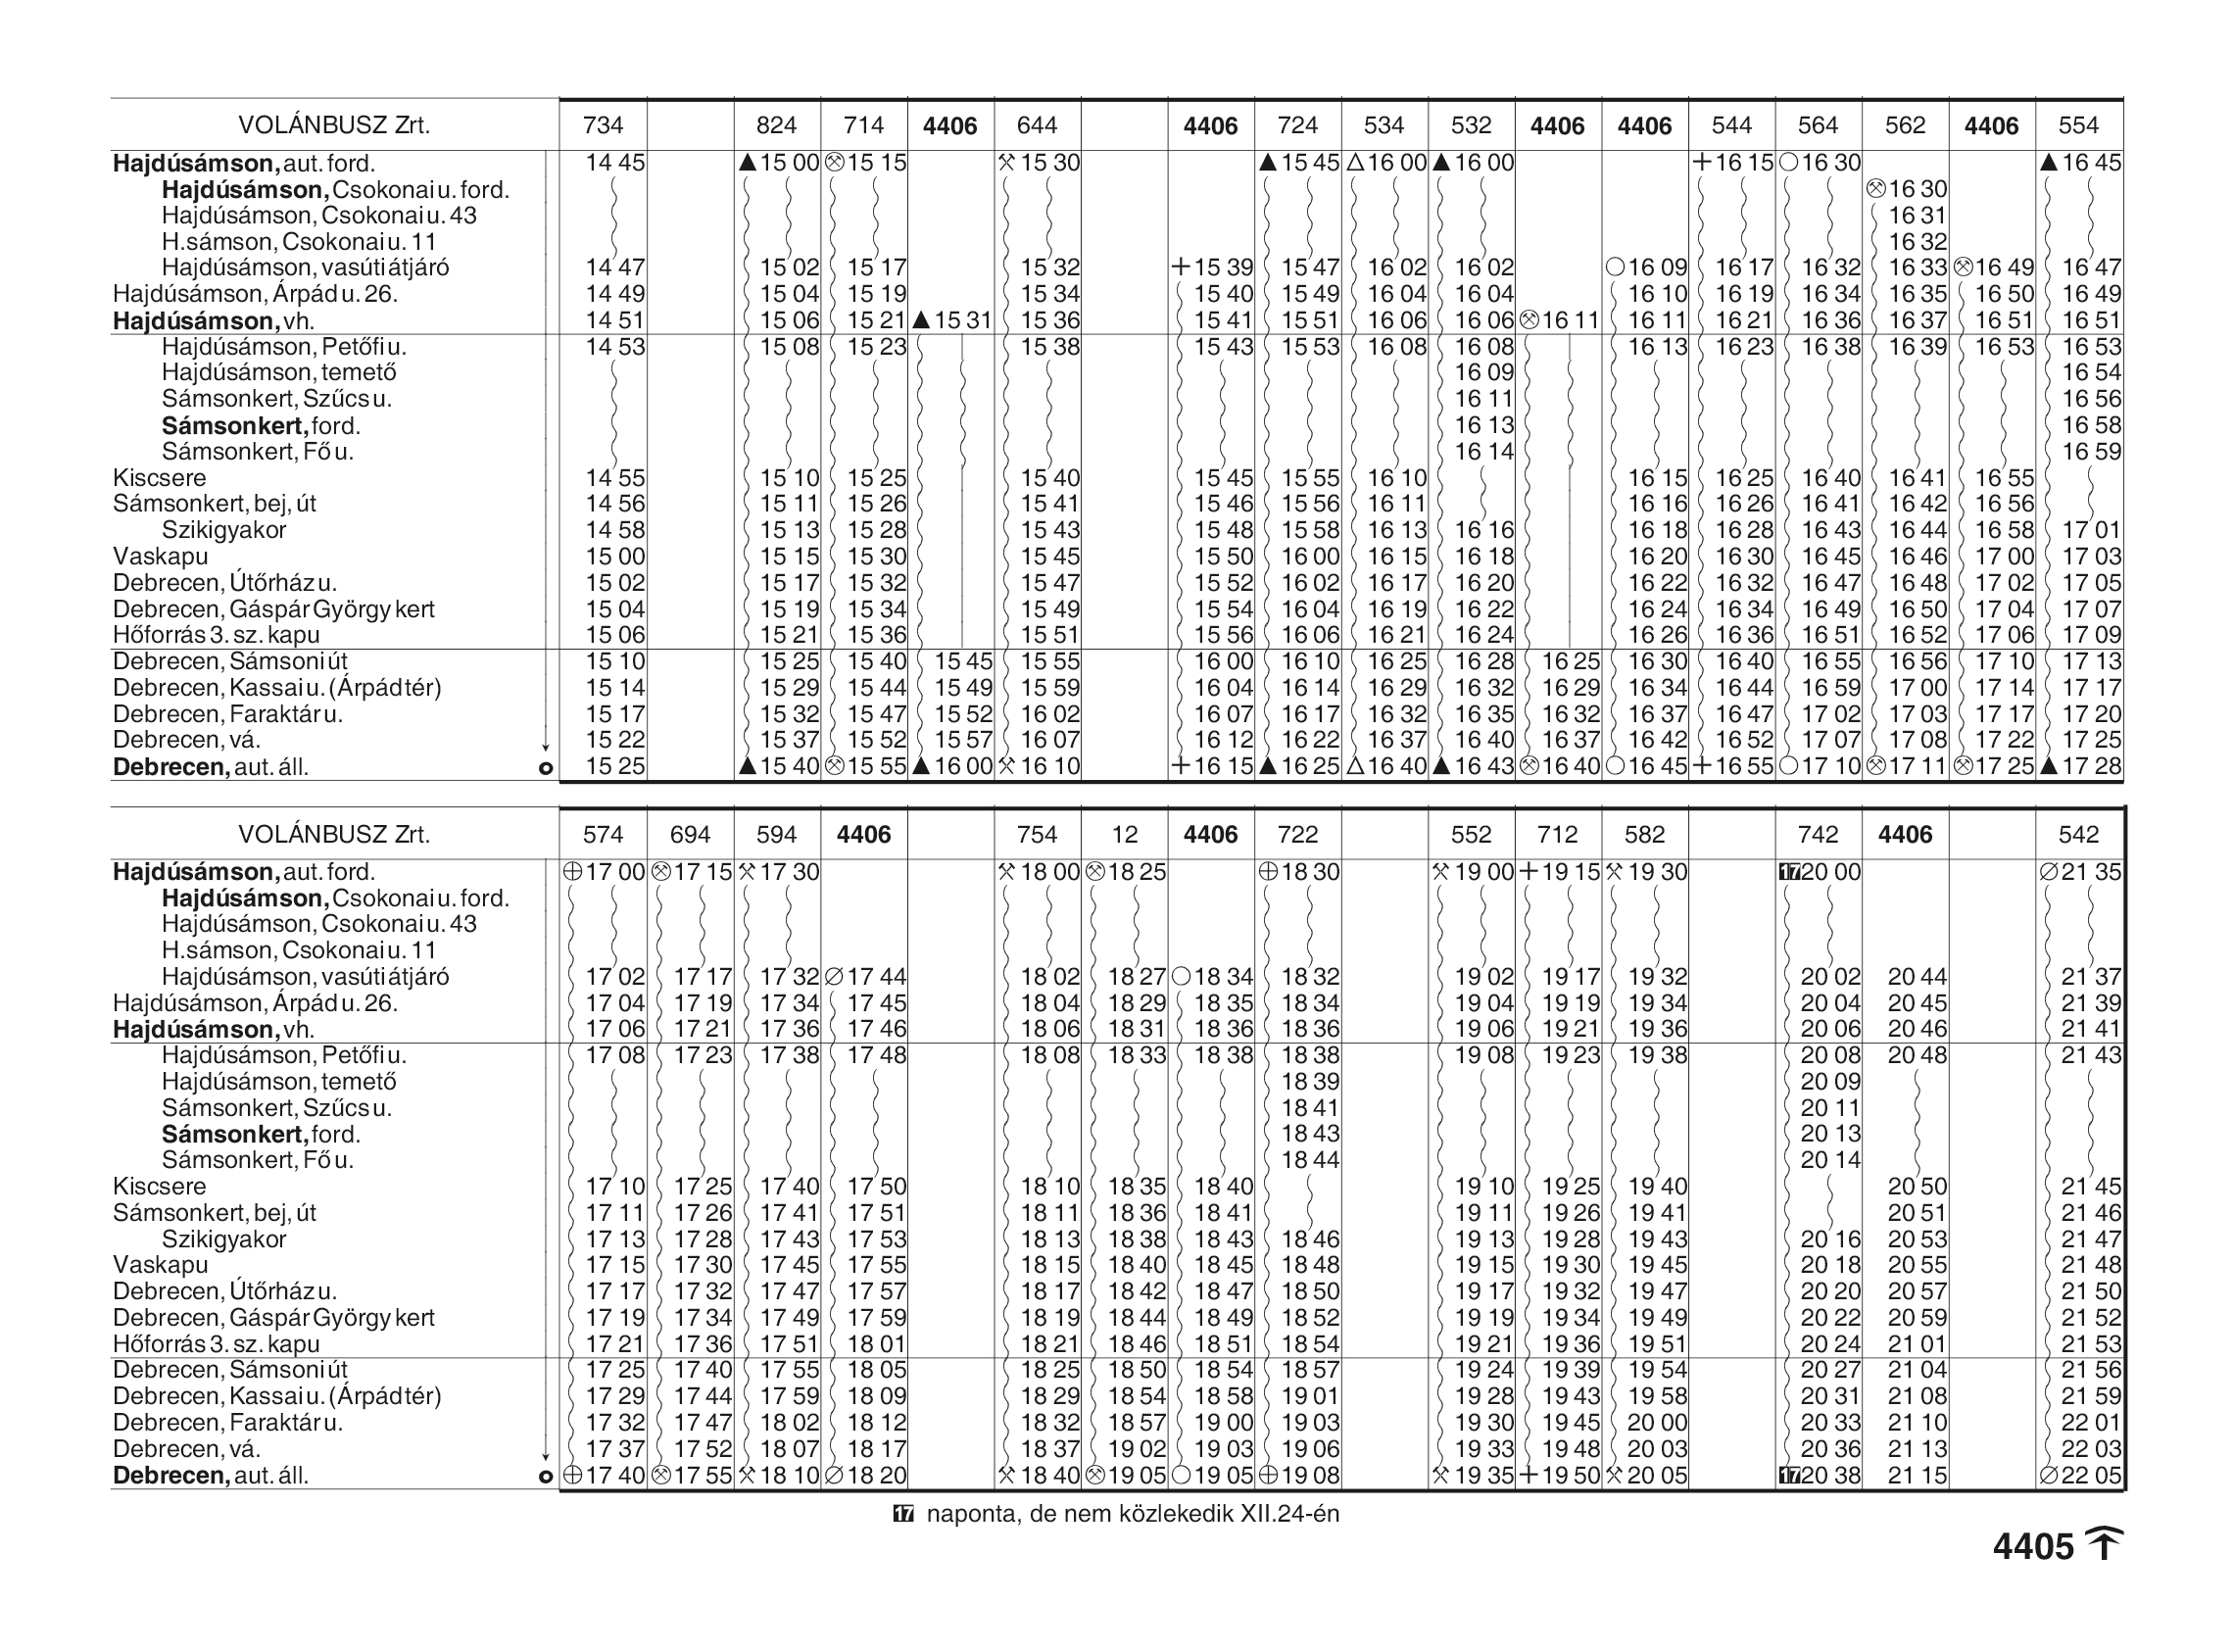 VOLÁNBUSZ Zrt. 734 824 714 4406 644 4406 724 534 532 4406 4406 544 564 562 4406 554
Hajdúsámson, aut. ford. 14 45 ▲15 00 ⚒15 15 ⚒15 30 ▲15 45 △16 00 ▲16 00 +16 15 ○16 30 ▲16 45
Hajdúsámson, Csokonai u. ford. ⚒16 30
Hajdúsámson, Csokonai u. 43 16 31
H.sámson, Csokonai u. 11 16 32
Hajdúsámson, vasúti átjáró 14 47 15 02 15 17 15 32 +15 39 15 47 16 02 16 02 ○16 09 16 17 16 32 16 33 ⚒16 49 16 47
Hajdúsámson, Árpád u. 26. 14 49 15 04 15 19 15 34 15 40 15 49 16 04 16 04 16 10 16 19 16 34 16 35 16 50 16 49
Hajdúsámson, vh. 14 51 15 06 15 21 ▲15 31 15 36 15 41 15 51 16 06 16 06 ⚒16 11 16 11 16 21 16 36 16 37 16 51 16 51
Hajdúsámson, Petőfi u. 14 53 15 08 15 23 15 38 15 43 15 53 16 08 16 08 16 13 16 23 16 38 16 39 16 53 16 53
Hajdúsámson, temető 16 09 16 54
Sámsonkert, Szűcs u. 16 11 16 56
Sámsonkert, ford. 16 13 16 58
Sámsonkert, Fő u. 16 14 16 59
Kiscsere 14 55 15 10 15 25 15 40 15 45 15 55 16 10 16 15 16 25 16 40 16 41 16 55
Sámsonkert, bej, út 14 56 15 11 15 26 15 41 15 46 15 56 16 11 16 16 16 26 16 41 16 42 16 56
Szikigyakor 14 58 15 13 15 28 15 43 15 48 15 58 16 13 16 16 16 18 16 28 16 43 16 44 16 58 17 01
Vaskapu 15 00 15 15 15 30 15 45 15 50 16 00 16 15 16 18 16 20 16 30 16 45 16 46 17 00 17 03
Debrecen, Útőrház u. 15 02 15 17 15 32 15 47 15 52 16 02 16 17 16 20 16 22 16 32 16 47 16 48 17 02 17 05
Debrecen, Gáspár György kert 15 04 15 19 15 34 15 49 15 54 16 04 16 19 16 22 16 24 16 34 16 49 16 50 17 04 17 07
Hőforrás 3. sz. kapu 15 06 15 21 15 36 15 51 15 56 16 06 16 21 16 24 16 26 16 36 16 51 16 52 17 06 17 09
Debrecen, Sámsoni út 15 10 15 25 15 40 15 45 15 55 16 00 16 10 16 25 16 28 16 25 16 30 16 40 16 55 16 56 17 10 17 13
Debrecen, Kassai u. (Árpád tér) 15 14 15 29 15 44 15 49 15 59 16 04 16 14 16 29 16 32 16 29 16 34 16 44 16 59 17 00 17 14 17 17
Debrecen, Faraktár u. 15 17 15 32 15 47 15 52 16 02 16 07 16 17 16 32 16 35 16 32 16 37 16 47 17 02 17 03 17 17 17 20
Debrecen, vá. 15 22 15 37 15 52 15 57 16 07 16 12 16 22 16 37 16 40 16 37 16 42 16 52 17 07 17 08 17 22 17 25
Debrecen, aut. áll. 15 25 ▲15 40 ⚒15 55 ▲16 00 ⚒16 10 +16 15 ▲16 25 △16 40 ▲16 43 ⚒16 40 ○16 45 +16 55 ○17 10 ⚒17 11 ⚒17 25 ▲17 28
VOLÁNBUSZ Zrt. 574 694 594 4406 754 12 4406 722 552 712 582 742 4406 542
Hajdúsámson, aut. ford. ⊕17 00 ⚒17 15 ⚒17 30 ⚒18 00 ⚒18 25 ⊕18 30 ⚒19 00 +19 15 ⚒19 30 17 20 00 ∅21 35
Hajdúsámson, Csokonai u. ford.
Hajdúsámson, Csokonai u. 43
H.sámson, Csokonai u. 11
Hajdúsámson, vasúti átjáró 17 02 17 17 17 32 ∅17 44 18 02 18 27 ○18 34 18 32 19 02 19 17 19 32 20 02 20 44 21 37
Hajdúsámson, Árpád u. 26. 17 04 17 19 17 34 17 45 18 04 18 29 18 35 18 34 19 04 19 19 19 34 20 04 20 45 21 39
Hajdúsámson, vh. 17 06 17 21 17 36 17 46 18 06 18 31 18 36 18 36 19 06 19 21 19 36 20 06 20 46 21 41
Hajdúsámson, Petőfi u. 17 08 17 23 17 38 17 48 18 08 18 33 18 38 18 38 19 08 19 23 19 38 20 08 20 48 21 43
Hajdúsámson, temető 18 39 20 09
Sámsonkert, Szűcs u. 18 41 20 11
Sámsonkert, ford. 18 43 20 13
Sámsonkert, Fő u. 18 44 20 14
Kiscsere 17 10 17 25 17 40 17 50 18 10 18 35 18 40 19 10 19 25 19 40 20 50 21 45
Sámsonkert, bej, út 17 11 17 26 17 41 17 51 18 11 18 36 18 41 19 11 19 26 19 41 20 51 21 46
Szikigyakor 17 13 17 28 17 43 17 53 18 13 18 38 18 43 18 46 19 13 19 28 19 43 20 16 20 53 21 47
Vaskapu 17 15 17 30 17 45 17 55 18 15 18 40 18 45 18 48 19 15 19 30 19 45 20 18 20 55 21 48
Debrecen, Útőrház u. 17 17 17 32 17 47 17 57 18 17 18 42 18 47 18 50 19 17 19 32 19 47 20 20 20 57 21 50
Debrecen, Gáspár György kert 17 19 17 34 17 49 17 59 18 19 18 44 18 49 18 52 19 19 19 34 19 49 20 22 20 59 21 52
Hőforrás 3. sz. kapu 17 21 17 36 17 51 18 01 18 21 18 46 18 51 18 54 19 21 19 36 19 51 20 24 21 01 21 53
Debrecen, Sámsoni út 17 25 17 40 17 55 18 05 18 25 18 50 18 54 18 57 19 24 19 39 19 54 20 27 21 04 21 56
Debrecen, Kassai u. (Árpád tér) 17 29 17 44 17 59 18 09 18 29 18 54 18 58 19 01 19 28 19 43 19 58 20 31 21 08 21 59
Debrecen, Faraktár u. 17 32 17 47 18 02 18 12 18 32 18 57 19 00 19 03 19 30 19 45 20 00 20 33 21 10 22 01
Debrecen, vá. 17 37 17 52 18 07 18 17 18 37 19 02 19 03 19 06 19 33 19 48 20 03 20 36 21 13 22 03
Debrecen, aut. áll. ⊕17 40 ⚒17 55 ⚒18 10 ∅18 20 ⚒18 40 ⚒19 05 ○19 05 ⊕19 08 ⚒19 35 +19 50 ⚒20 05 17 20 38 21 15 ∅22 05
17 naponta, de nem közlekedik XII.24-én
4405